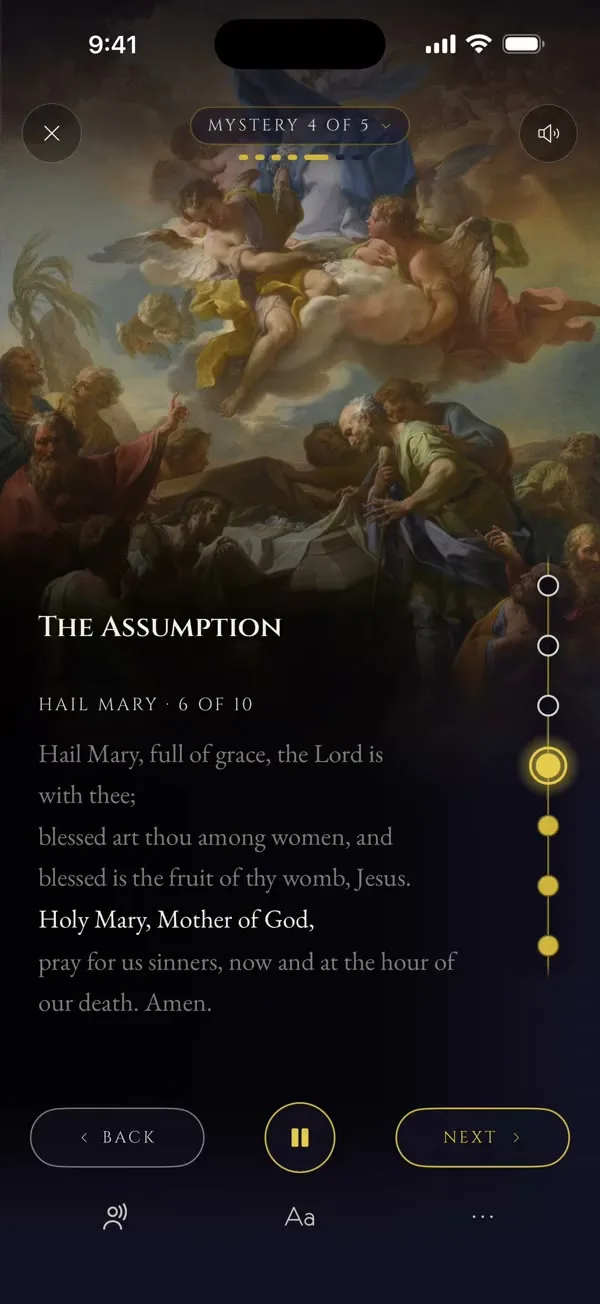 9:41
MYSTERY 4 OF 5
THE ASSUMPTION
HAIL MARY · 6 OF 10
Hail Mary, full of grace, the Lord is
with thee;
blessed art thou among women, and
blessed is the fruit of thy womb, Jesus.
Holy Mary, Mother of God,
pray for us sinners, now and at the hour of
our death. Amen.
BACK
NEXT
Aa